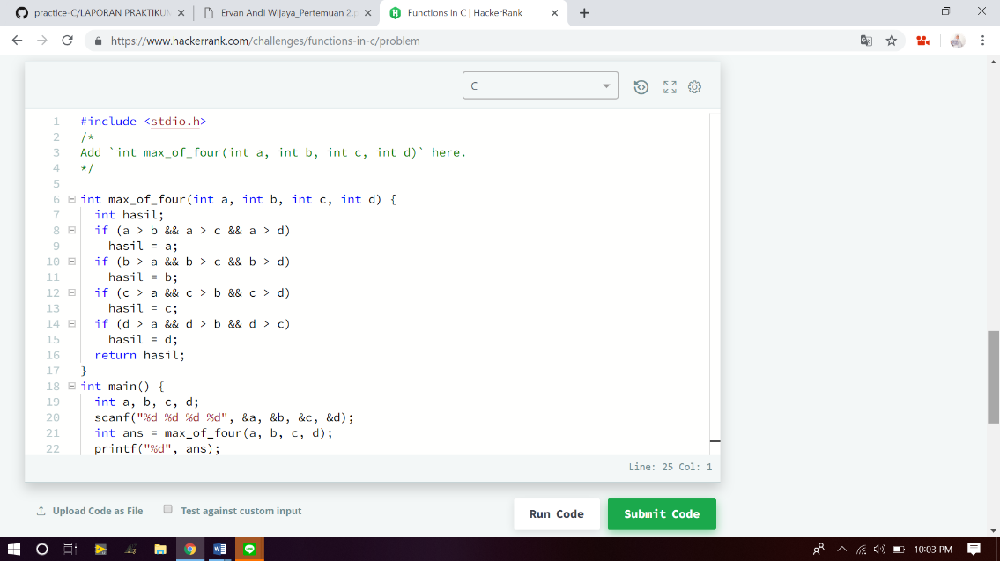 practice-C/LAPORAN PRAKTIKUM
Ervan Andi Wijaya_Pertemuan 2.p
Functions in C | HackerRank
https://www.hackerrank.com/challenges/functions-in-c/problem
C
1 #include <stdio.h>
2 /*
3 Add `int max_of_four(int a, int b, int c, int d)` here.
4 */
5
6 int max_of_four(int a, int b, int c, int d) {
7 int hasil;
8 if (a > b && a > c && a > d)
9 hasil = a;
10 if (b > a && b > c && b > d)
11 hasil = b;
12 if (c > a && c > b && c > d)
13 hasil = c;
14 if (d > a && d > b && d > c)
15 hasil = d;
16 return hasil;
17 }
18 int main() {
19 int a, b, c, d;
20 scanf("%d %d %d %d", &a, &b, &c, &d);
21 int ans = max_of_four(a, b, c, d);
22 printf("%d", ans);
Line: 25 Col: 1
Upload Code as File
Test against custom input
Run Code
Submit Code
10:03 PM